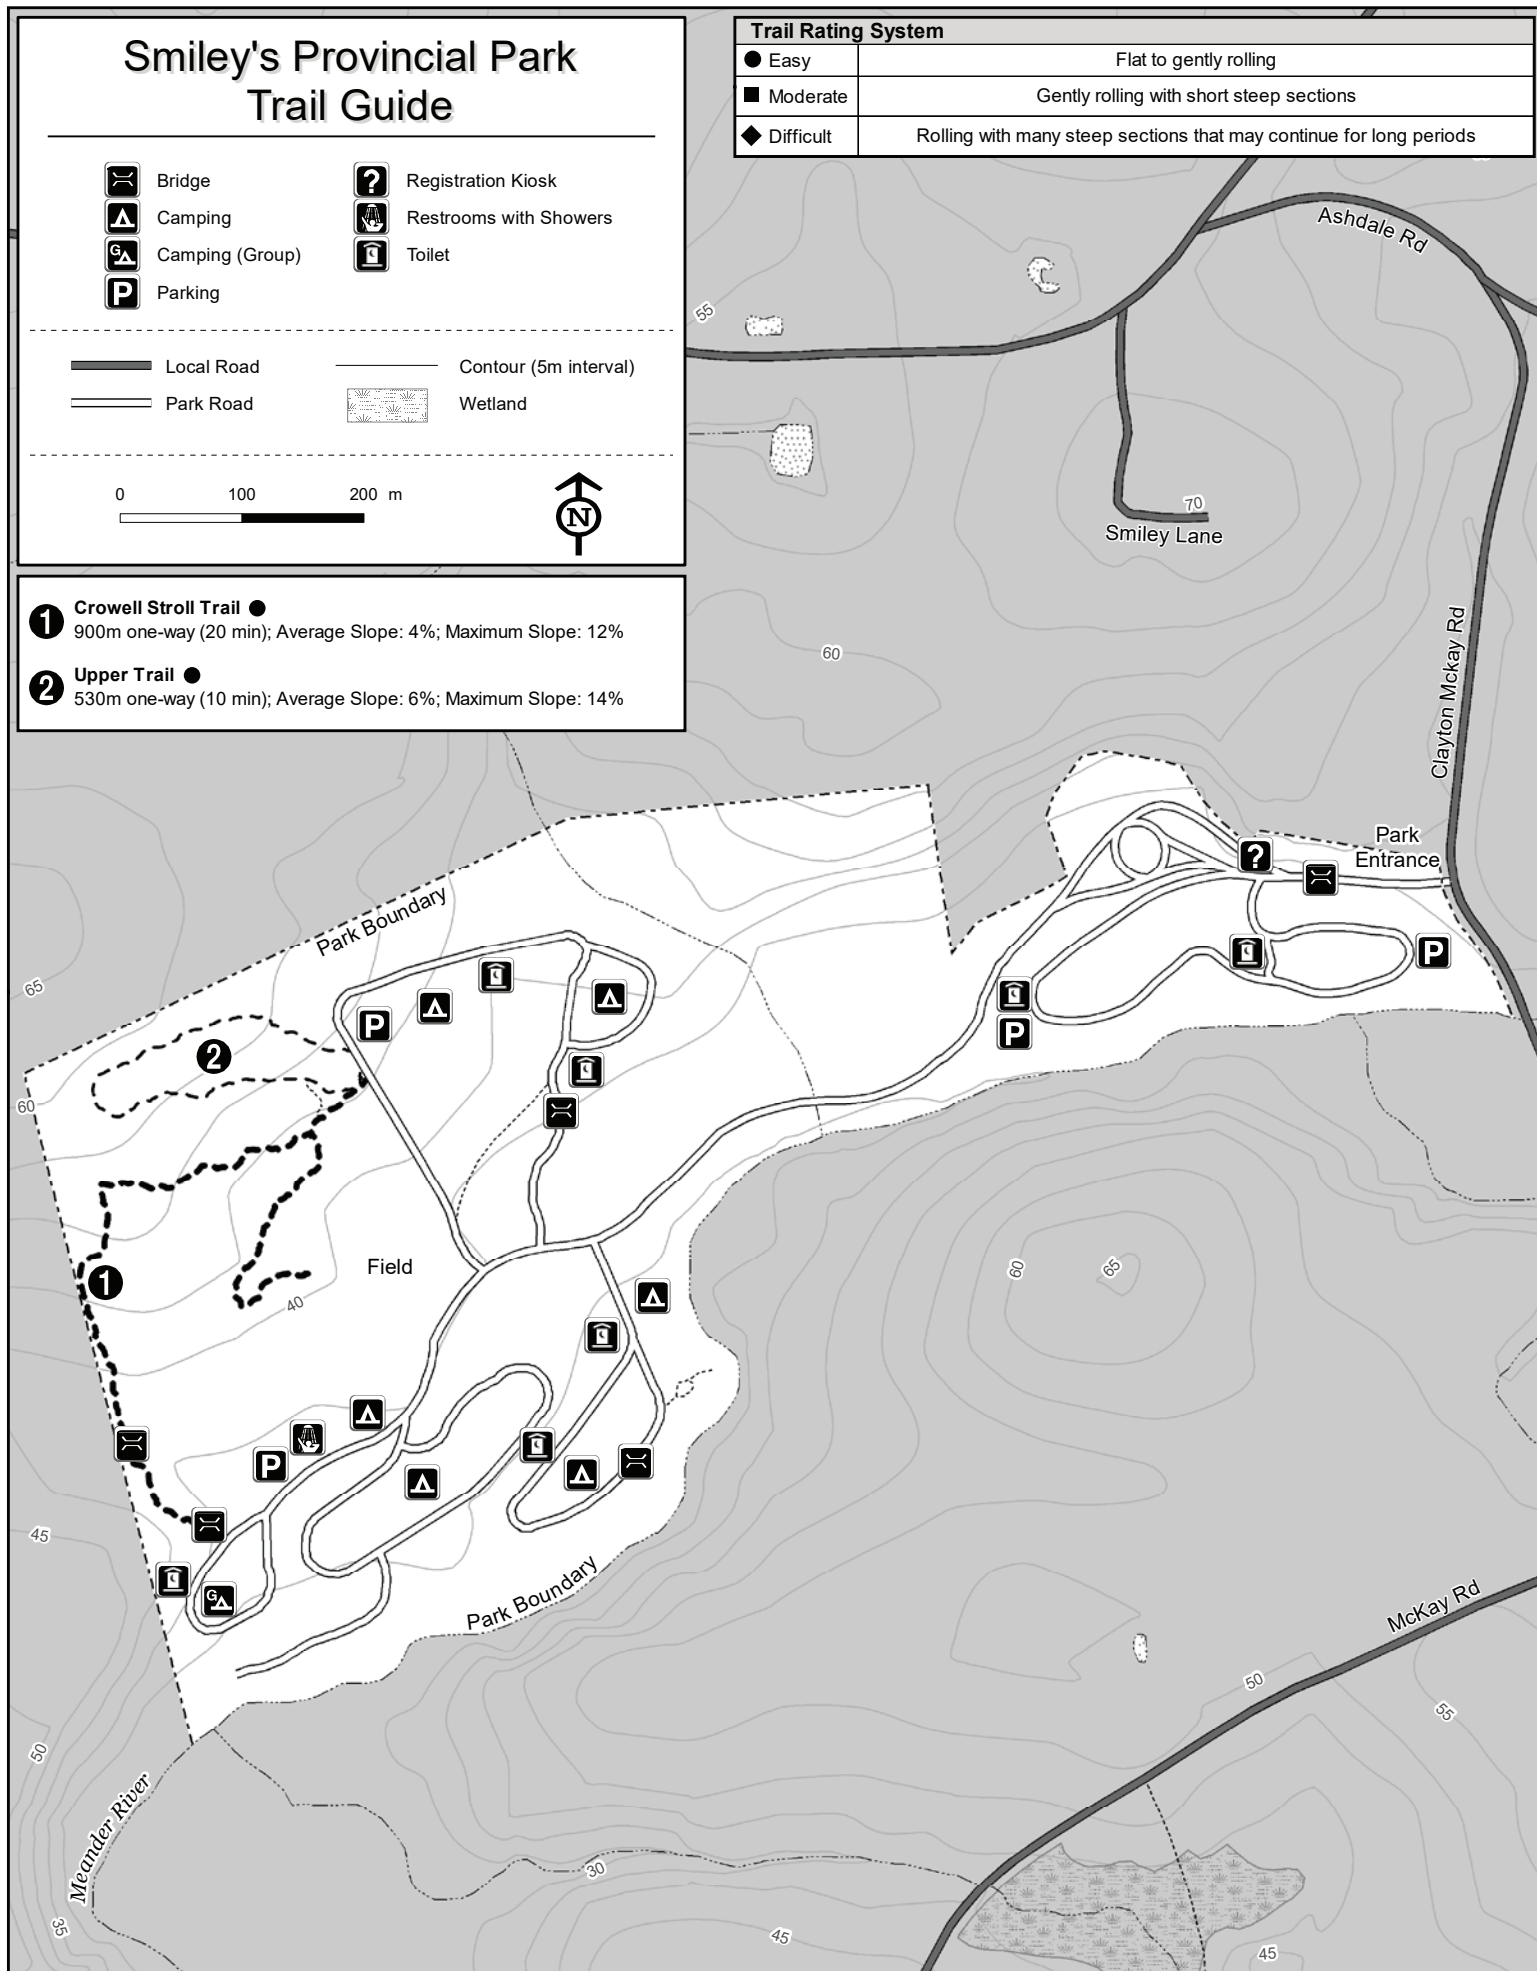 Smiley's Provincial Park
Trail Guide
Bridge
Camping
G
Camping (Group)
P
Parking
?
Registration Kiosk
Restrooms with Showers
Toilet
Local Road
Park Road
Contour (5m interval)
Wetland
0 100 200 m
N
1 Crowell Stroll Trail
900m one-way (20 min); Average Slope: 4%; Maximum Slope: 12%
2 Upper Trail
530m one-way (10 min); Average Slope: 6%; Maximum Slope: 14%
Trail Rating System
Easy Flat to gently rolling
Moderate Gently rolling with short steep sections
Difficult Rolling with many steep sections that may continue for long periods
Ashdale Rd
55
70
Smiley Lane
Clayton Mckay Rd
60
Park
Entrance
?
P
P
Park Boundary
65
P
2
60
1
Field
40
60
65
P
45
G
Park Boundary
McKay Rd
50
55
50
Meander River
30
35
45
45